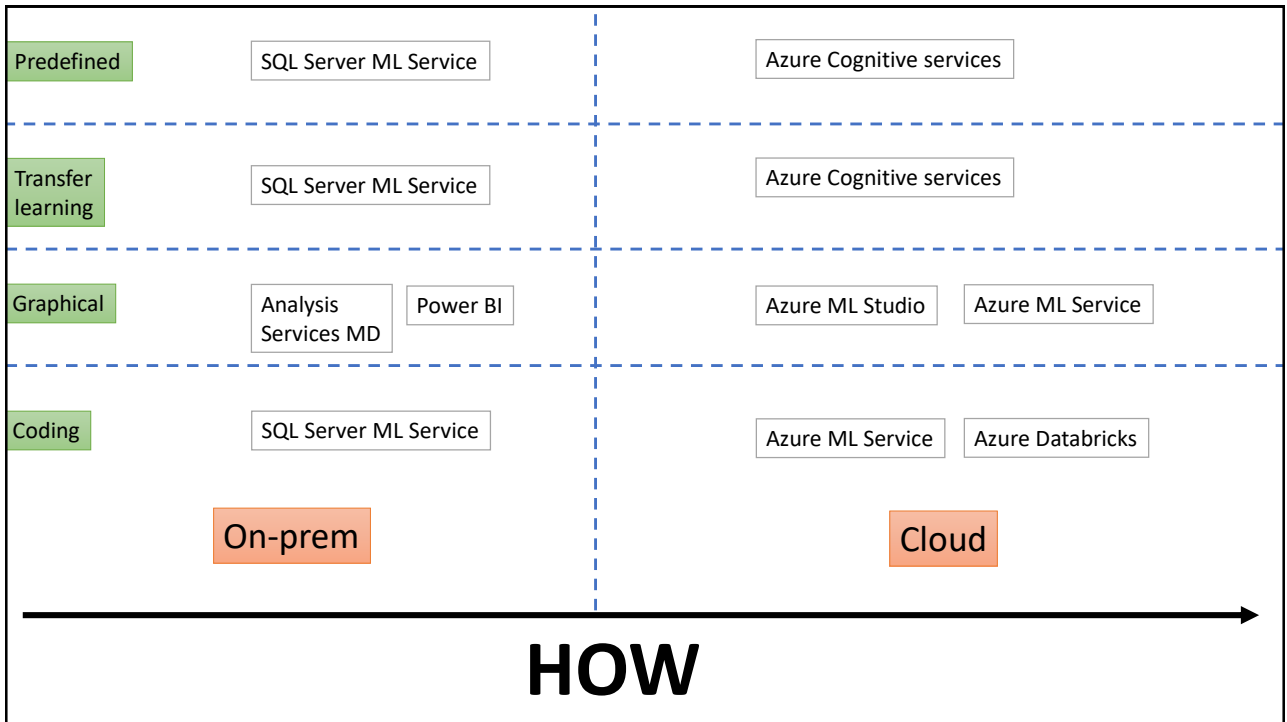 Predefined
SQL Server ML Service
Azure Cognitive services
Transfer
learning
SQL Server ML Service
Azure Cognitive services
Graphical
Analysis
Services MD
Power BI
Azure ML Studio
Azure ML Service
Coding
SQL Server ML Service
Azure ML Service
Azure Databricks
On-prem
Cloud
HOW